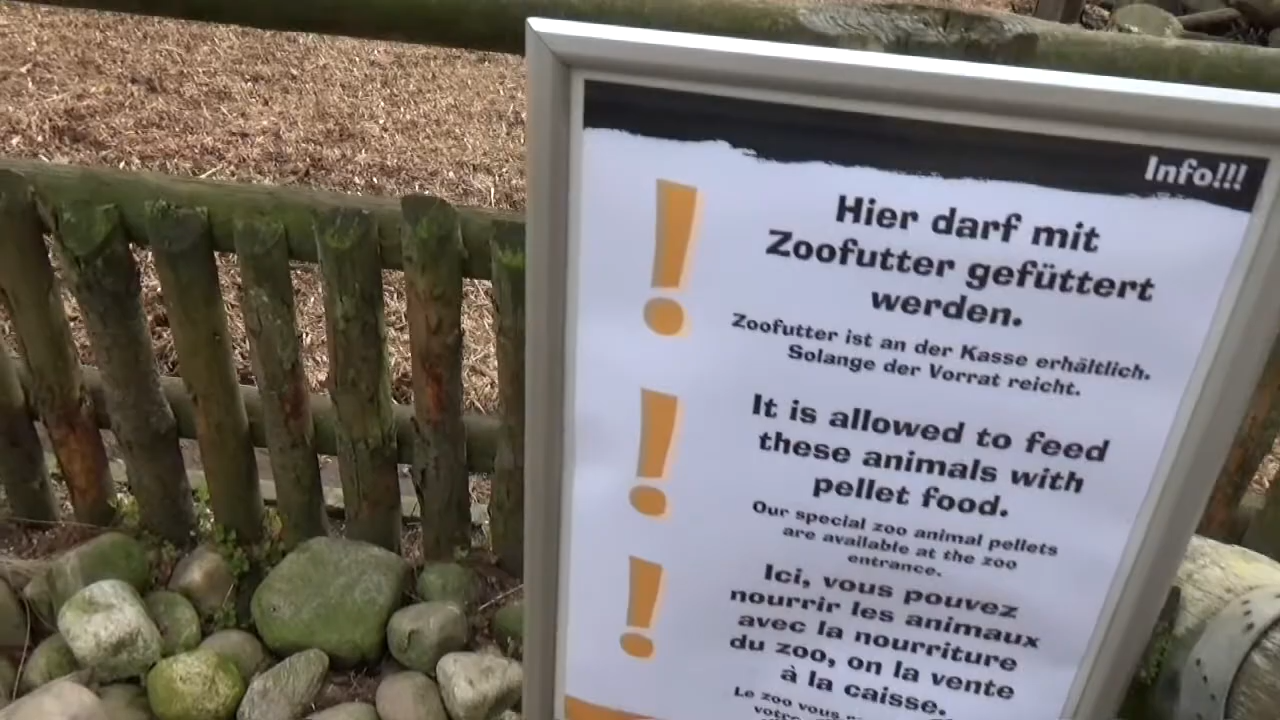 Info!!!
Hier darf mit
Zoofutter gefüttert
werden.
Zoofutter ist an der Kasse erhältlich.
Solange der Vorrat reicht.
It is allowed to feed
these animals with
pellet food.
Our special zoo animal pellets
are available at the zoo
entrance.
Ici, vous pouvez
nourrir les animaux
avec la nourriture
du zoo, on la vente
à la caisse.
Le zoo vous
votre